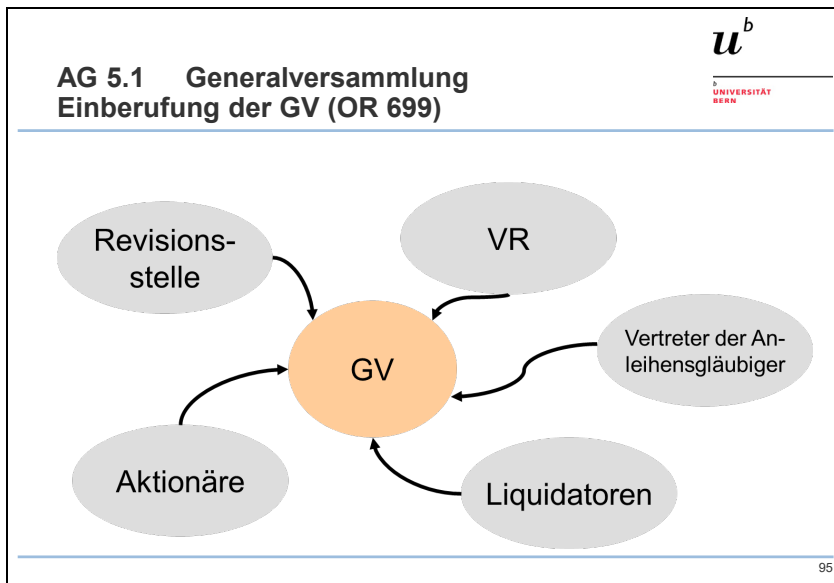 AG 5.1 Generalversammlung
Einberufung der GV (OR 699)
u^b
b
UNIVERSITÄT
BERN
Revisions-
stelle
VR
GV
Vertreter der An-
leihensgläubiger
Aktionäre
Liquidatoren
95